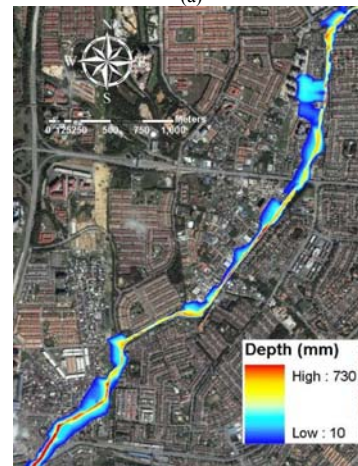 (a)
N
W E
S
Meters
0 125250 500 750 1,000
Depth (mm)
High : 730
Low : 10